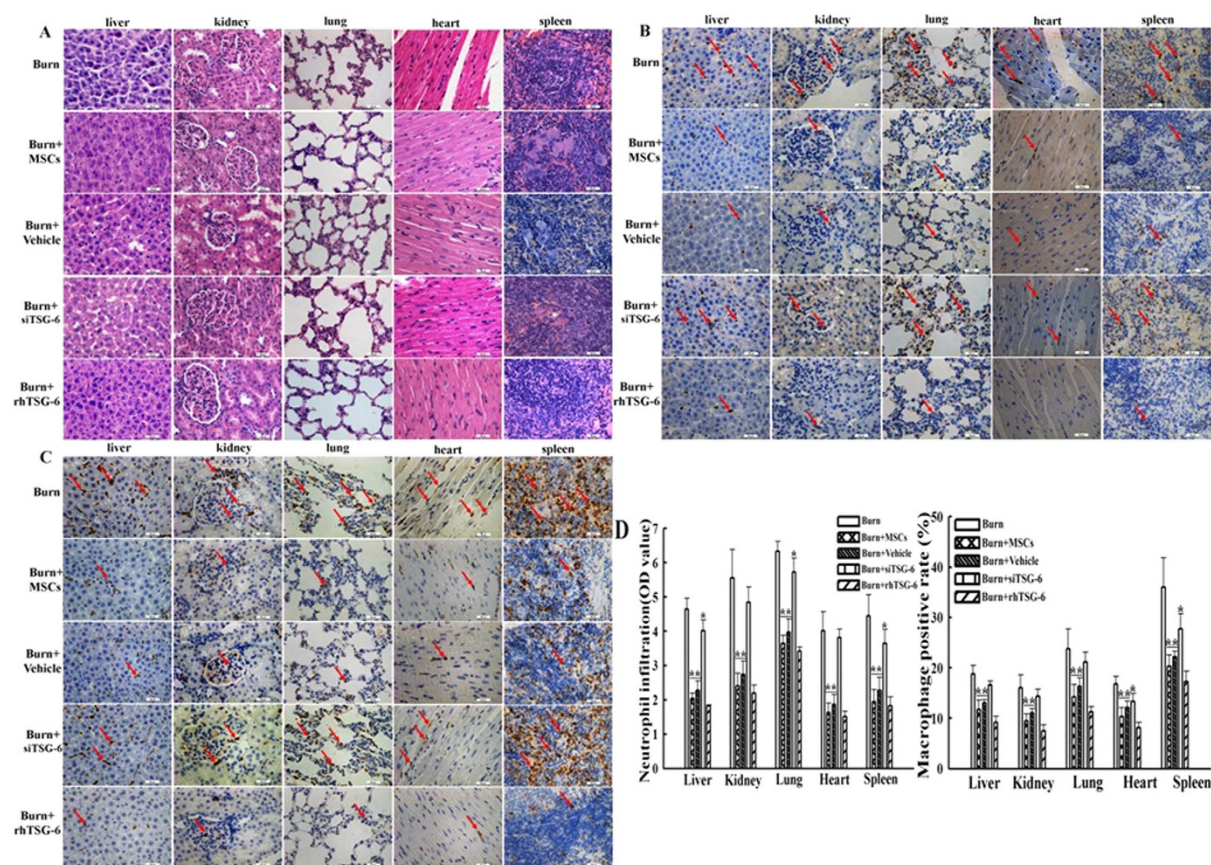 A
liver kidney lung heart spleen
Burn
Burn+
MSCs
Burn+
Vehicle
Burn+
siTSG-6
Burn+
rhTSG-6
B
liver kidney lung heart spleen
Burn
Burn+
MSCs
Burn+
Vehicle
Burn+
siTSG-6
Burn+
rhTSG-6
C
liver kidney lung heart spleen
Burn
Burn+
MSCs
Burn+
Vehicle
Burn+
siTSG-6
Burn+
rhTSG-6
D
Neutrophil infiltration(OD value)
7
6
5
4
3
2
1
0
Burn
Burn+MSCs
Burn+Vehicle
Burn+siTSG-6
Burn+rhTSG-6
* ** ** ** * ** ** *
Liver Kidney Lung Heart Spleen
Macrophage positive rate (%)
50
40
30
20
10
0
Burn
Burn+MSCs
Burn+Vehicle
Burn+siTSG-6
Burn+rhTSG-6
** ** ** ** * ** *
Liver Kidney Lung Heart Spleen